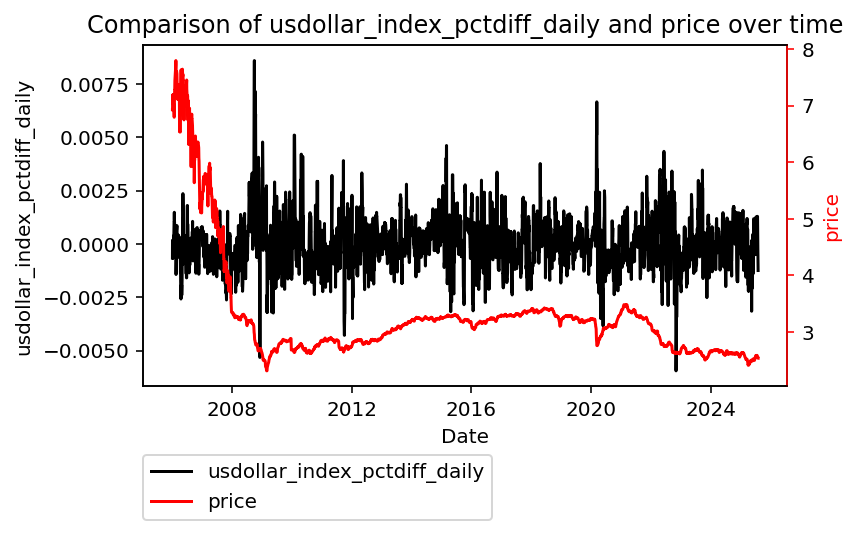 Comparison of usdollar_index_pctdiff_daily and price over time
usdollar_index_pctdiff_daily
0.0075
0.0050
0.0025
0.0000
−0.0025
−0.0050
8
7
6
5
4
3
price
2008 2012 2016 2020 2024
Date
usdollar_index_pctdiff_daily
price